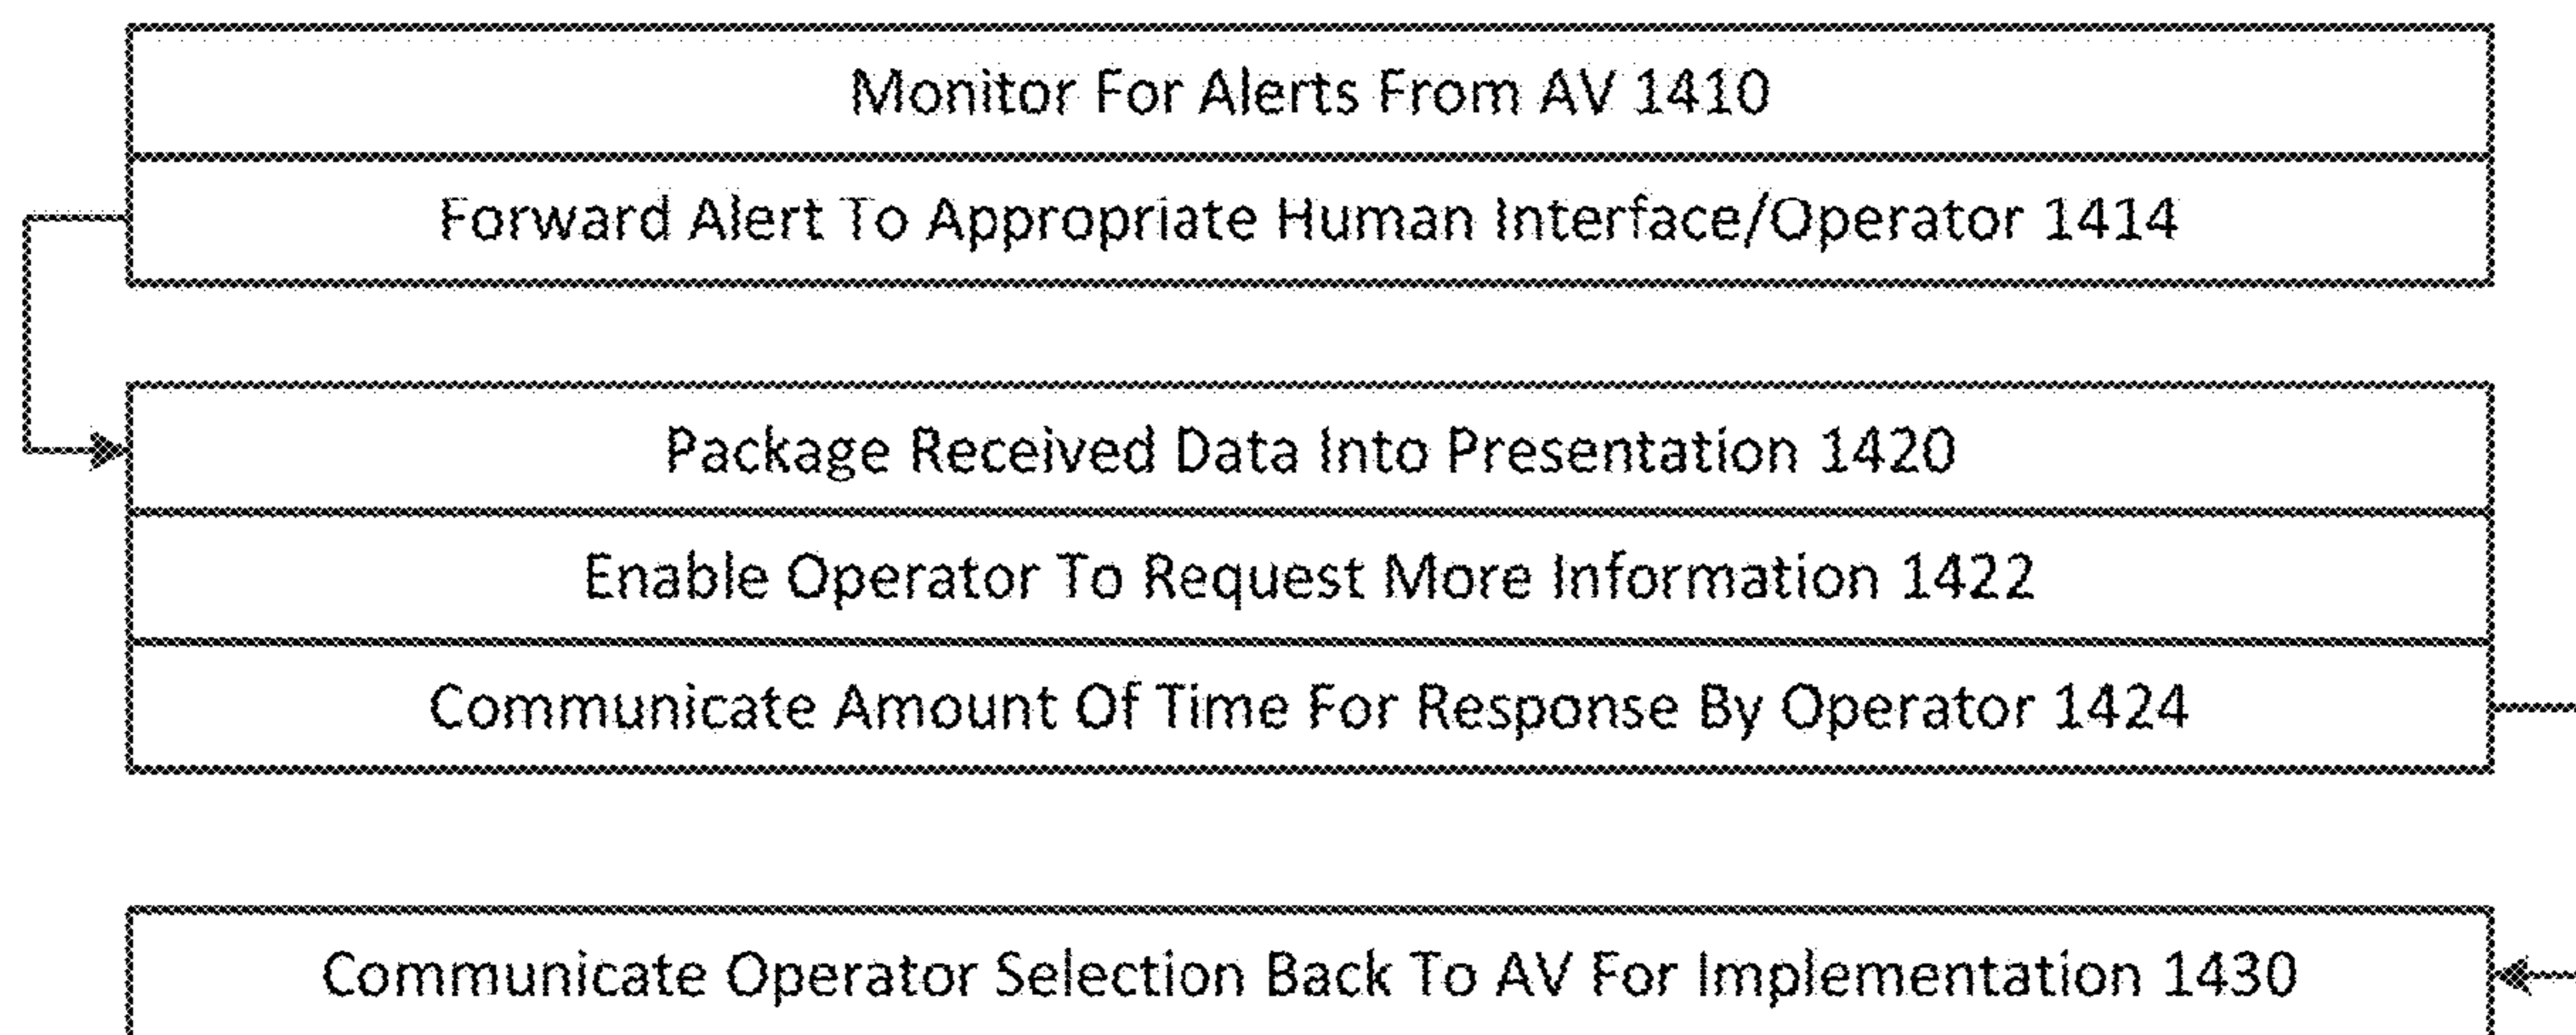 Monitor For Alerts From AV 1410
Forward Alert To Appropriate Human Interface/Operator 1414
Package Received Data Into Presentation 1420
Enable Operator To Request More Information 1422
Communicate Amount Of Time For Response By Operator 1424
Communicate Operator Selection Back To AV For Implementation 1430